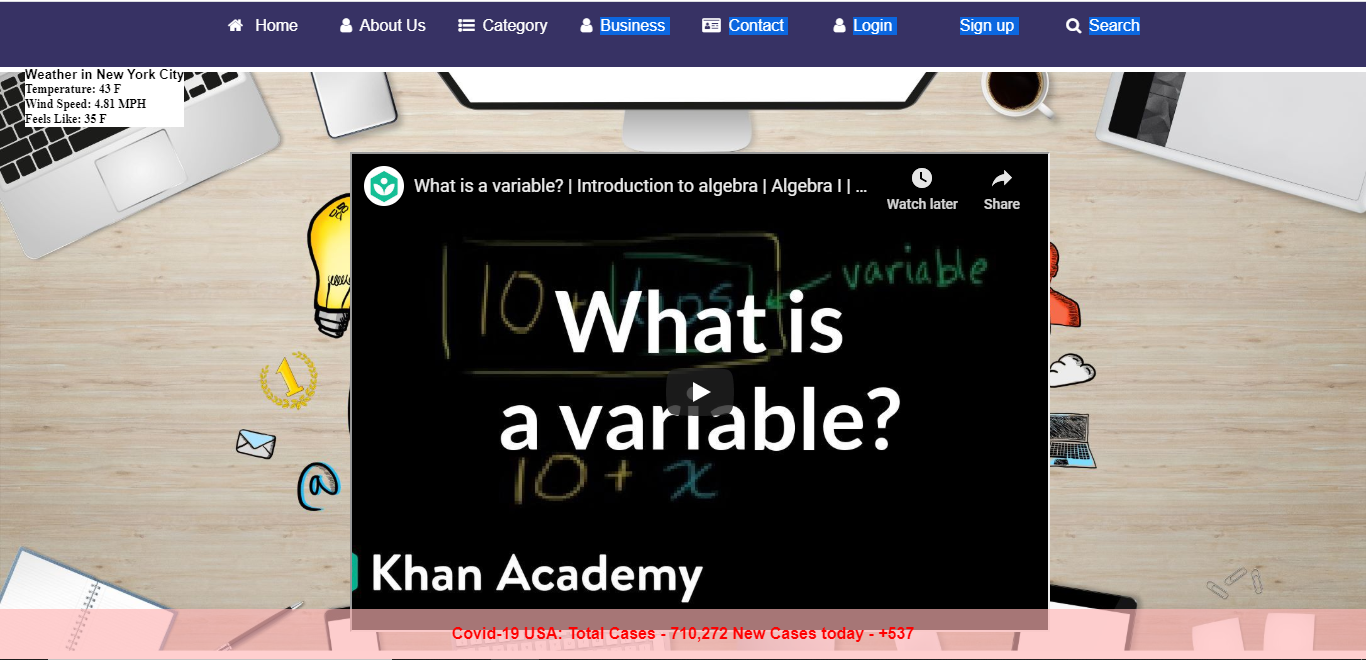 Home About Us Category Business Contact Login Sign up Search
Weather in New York City
Temperature: 43 F
Wind Speed: 4.81 MPH
Feels Like: 35 F
What is a variable? | Introduction to algebra | Algebra I | ...
Watch later Share
10 + tips
variable
What is
a variable?
10 + x
Khan Academy
Covid-19 USA: Total Cases - 710,272 New Cases today - +537